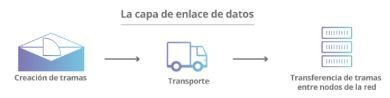 La capa de enlace de datos
Creación de tramas
Transporte
Transferencia de tramas
entre nodos de la red